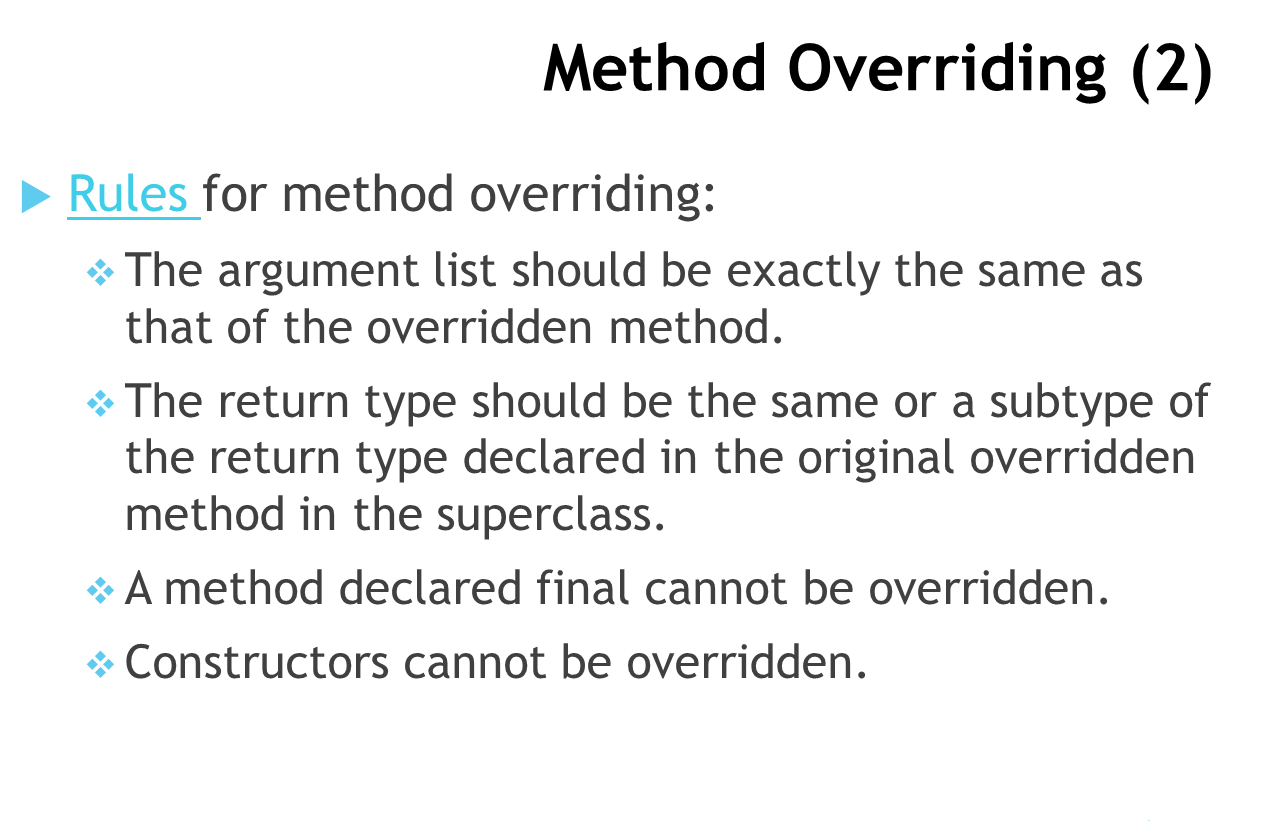 Method Overriding (2)
Rules for method overriding:
The argument list should be exactly the same as
that of the overridden method.
The return type should be the same or a subtype of
the return type declared in the original overridden
method in the superclass.
A method declared final cannot be overridden.
Constructors cannot be overridden.